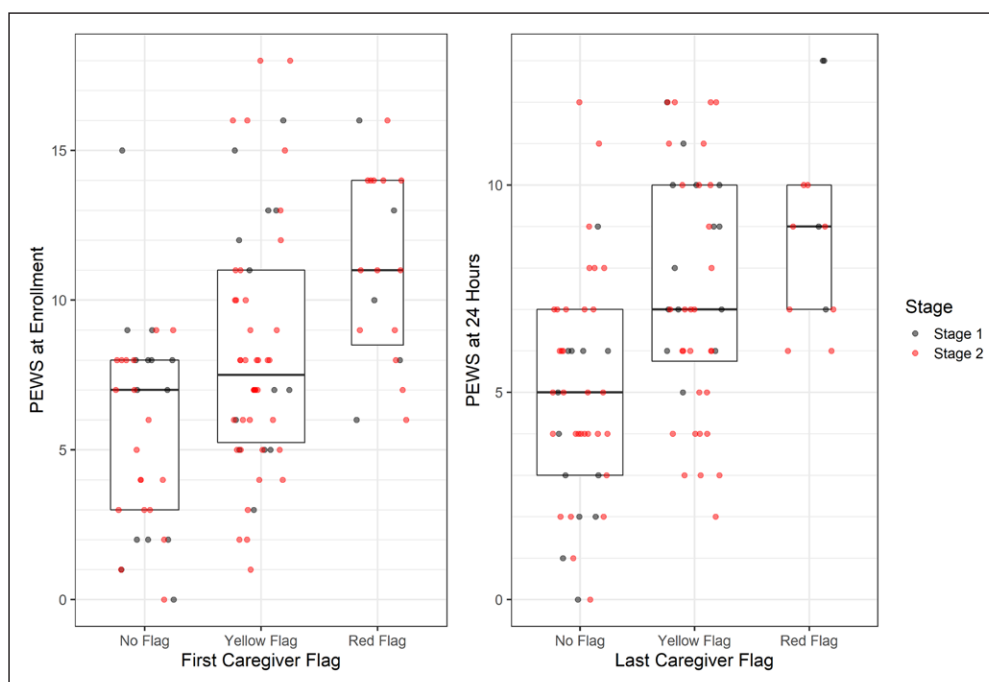 PEWS at Enrollment
15
10
5
0
No Flag
Yellow Flag
Red Flag
First Caregiver Flag
PEWS at 24 Hours
10
5
0
No Flag
Yellow Flag
Red Flag
Last Caregiver Flag
Stage
Stage 1
Stage 2